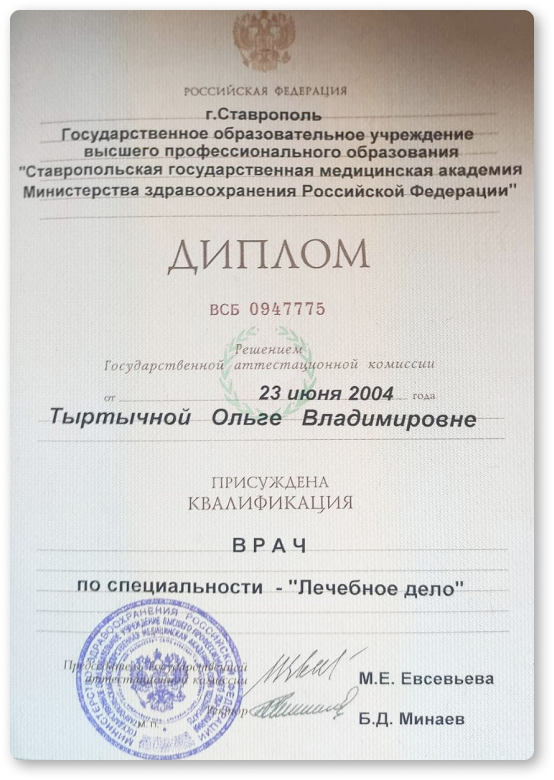 РОССИЙСКАЯ ФЕДЕРАЦИЯ
г.Ставрополь
Государственное образовательное учреждение
высшего профессионального образования
"Ставропольская государственная медицинская академия
Министерства здравоохранения Российской Федерации"
ДИПЛОМ
ВСБ 0947775
Решением
Государственной аттестационной комиссии
от 23 июня 2004 года
Тыртычной Ольге Владимировне
ПРИСУЖДЕНА
КВАЛИФИКАЦИЯ
ВРАЧ
по специальности - "Лечебное дело"
Председатель Государственной
аттестационной комиссии
М.Е. Евсевьева
Ректор
Б.Д. Минаев
М.П.